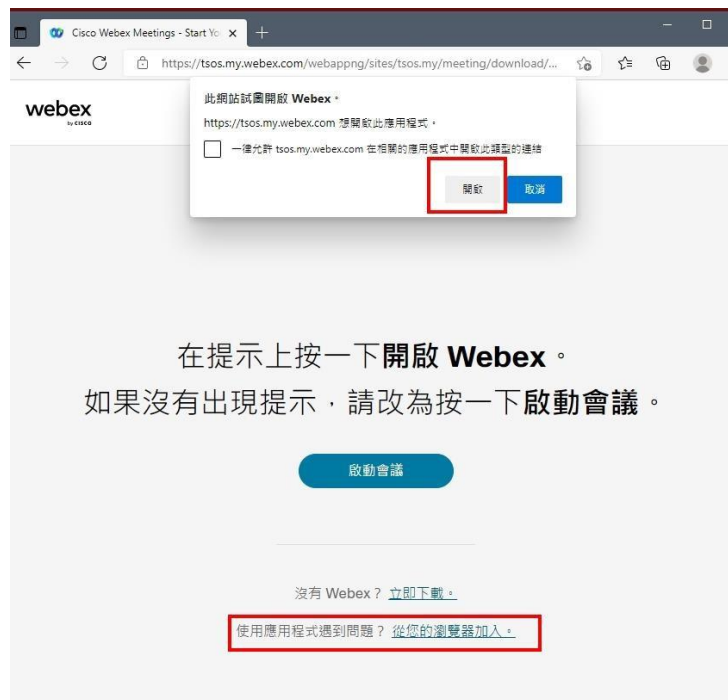 Cisco Webex Meetings - Start Yo
https://tsos.my.webex.com/webappng/sites/tsos.my/meeting/download/...
webex
by CISCO
此網站試圖開啟 Webex。
https://tsos.my.webex.com 想開啟此應用程式。
一律允許 tsos.my.webex.com 在相關的應用程式中開啟此類型的連結
開啟 取消
在提示上按一下開啟 Webex。
如果沒有出現提示，請改為按一下啟動會議。
啟動會議
沒有 Webex？ 立即下載。
使用應用程式遇到問題？ 從您的瀏覽器加入。